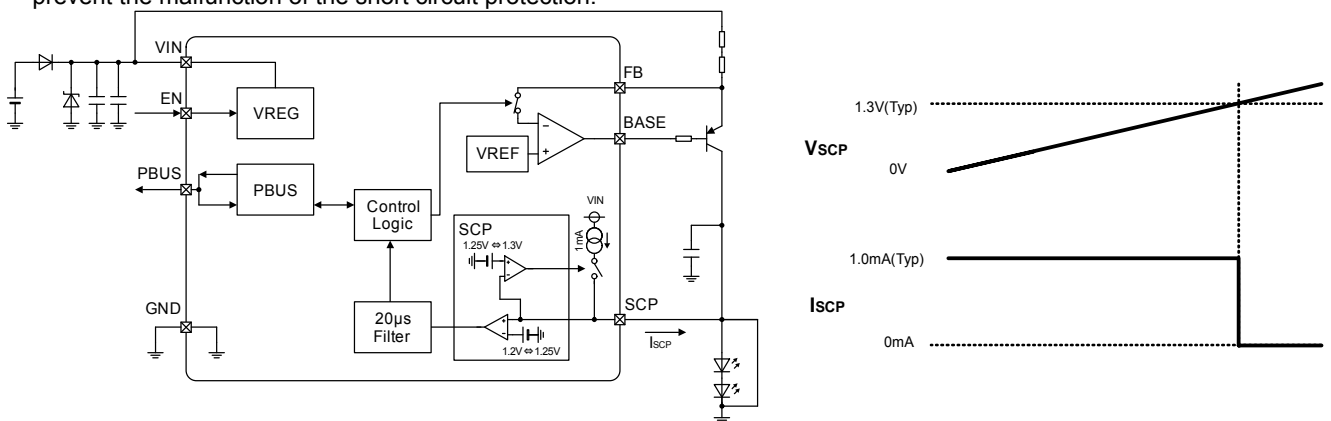 prevent the malfunction of the short circuit protection.
VIN
EN
VREG
PBUS
PBUS
Control
Logic
GND
20µs
Filter
VREF
FB
BASE
SCP
1.25V ⇔ 1.3V
1.2V ⇔ 1.25V
VIN
1mA
SCP
ISCP
VSCP
1.3V(Typ)
0V
ISCP
1.0mA(Typ)
0mA